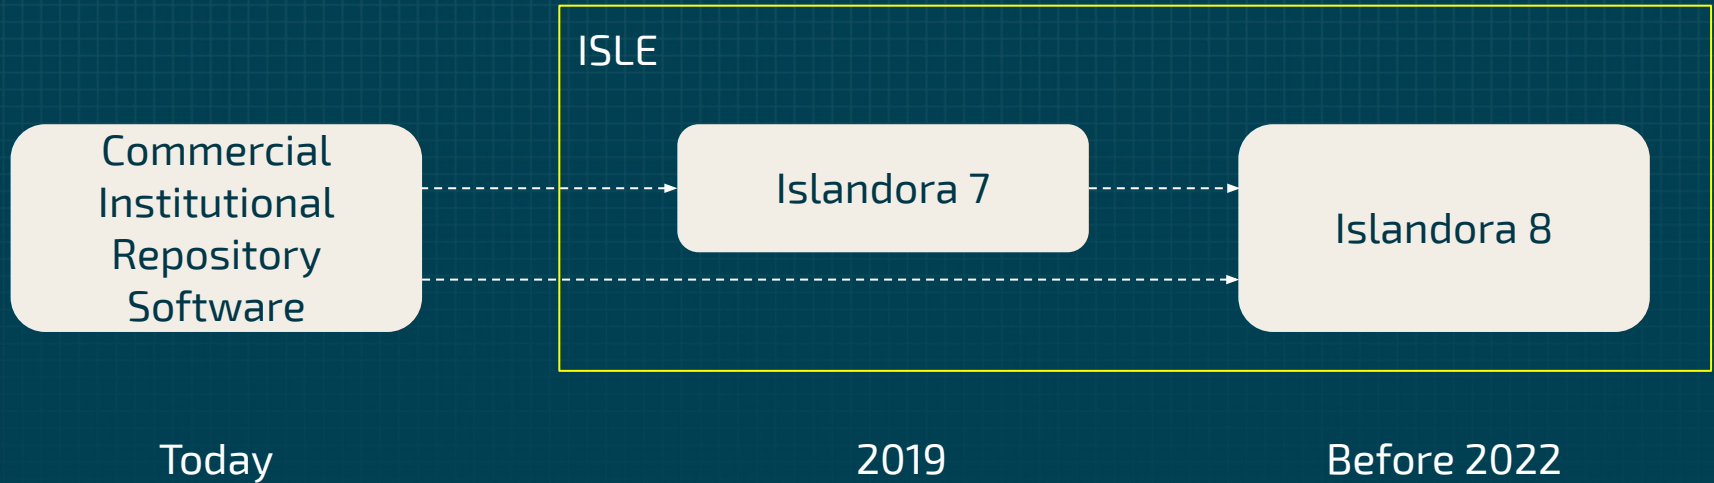 ISLE
Commercial
Institutional
Repository
Software
Islandora 7
Islandora 8
Today
2019
Before 2022